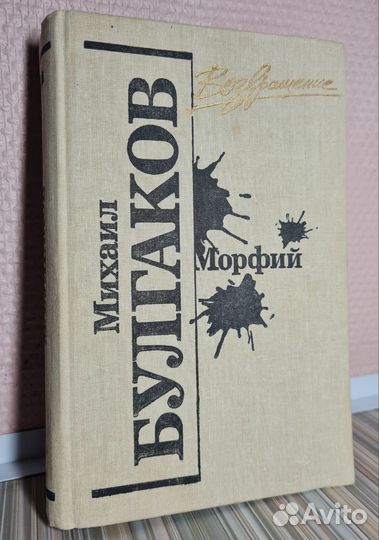 Возвращение
Михаил
БУЛГАКОВ
Морфий
Avito